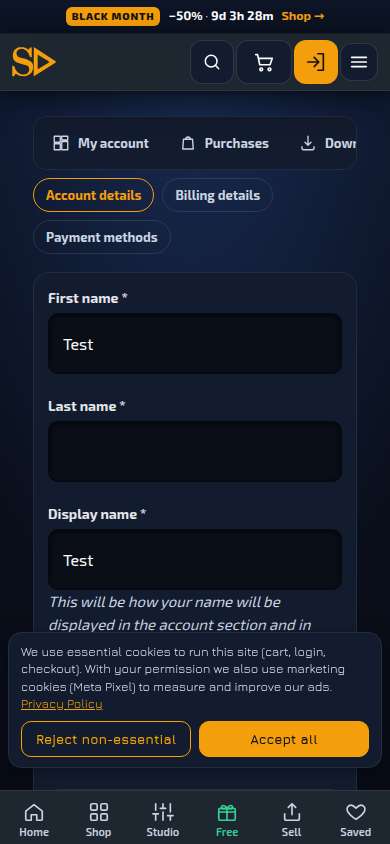 BLACK MONTH −50% · 9d 3h 28m Shop →
SD
My account Purchases Down
Account details Billing details
Payment methods
First name *
Test
Last name *
Display name *
Test
This will be how your name will be
displayed in the account section and in
We use essential cookies to run this site (cart, login,
checkout). With your permission we also use marketing
cookies (Meta Pixel) to measure and improve our ads.
Privacy Policy
Reject non-essential Accept all
Home Shop Studio Free Sell Saved